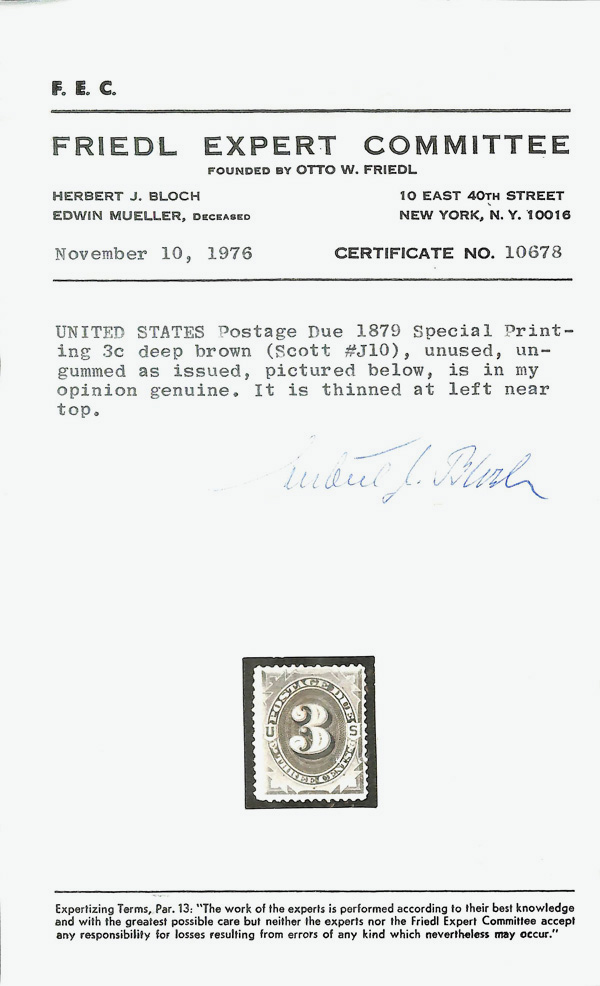 F. E. C.
FRIEDL EXPERT COMMITTEE
FOUNDED BY OTTO W. FRIEDL
HERBERT J. BLOCH 10 EAST 40TH STREET
EDWIN MUELLER, DECEASED NEW YORK, N. Y. 10016
November 10, 1976 CERTIFICATE NO. 10678
UNITED STATES Postage Due 1879 Special Print-
ing 3c deep brown (Scott #J10), unused, un-
gummed as issued, pictured below, is in my
opinion genuine. It is thinned at left near
top.
Herbert J. Bloch
POSTAGE DUE
U 3 S
THREE CENTS
Expertizing Terms, Par. 13: "The work of the experts is performed according to their best knowledge
and with the greatest possible care but neither the experts nor the Friedl Expert Committee accept
any responsibility for losses resulting from errors of any kind which nevertheless may occur."